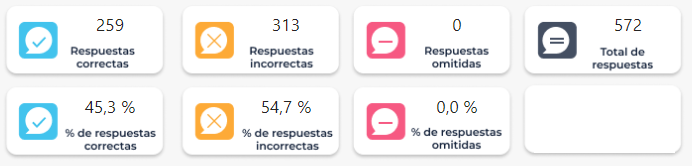 259
Respuestas
correctas
313
Respuestas
incorrectas
0
Respuestas
omitidas
572
Total de
respuestas
45,3 %
% de respuestas
correctas
54,7 %
% de respuestas
incorrectas
0,0 %
% de respuestas
omitidas